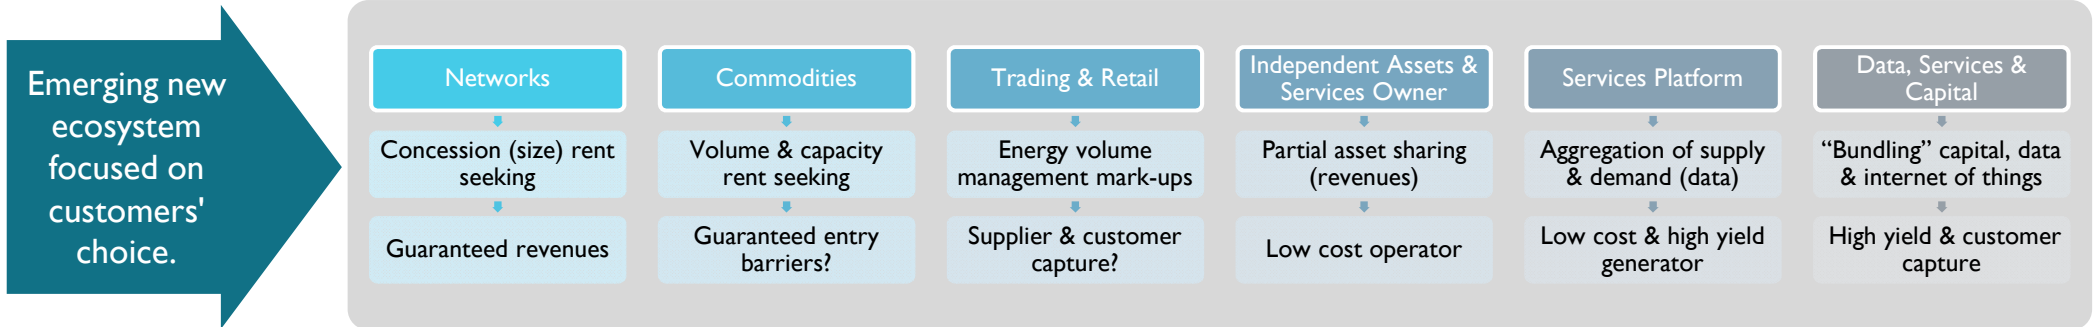 Emerging new
ecosystem
focused on
customers'
choice.
Networks
Concession (size) rent
seeking
Guaranteed revenues
Commodities
Volume & capacity
rent seeking
Guaranteed entry
barriers?
Trading & Retail
Energy volume
management mark-ups
Supplier & customer
capture?
Independent Assets &
Services Owner
Partial asset sharing
(revenues)
Low cost operator
Services Platform
Aggregation of supply
& demand (data)
Low cost & high yield
generator
Data, Services &
Capital
“Bundling” capital, data
& internet of things
High yield & customer
capture